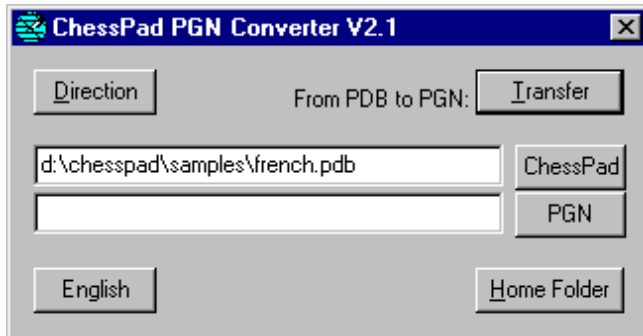 ChessPad PGN Converter V2.1
Direction
From PDB to PGN:
Transfer
d:\chesspad\samples\french.pdb
ChessPad
PGN
English
Home Folder